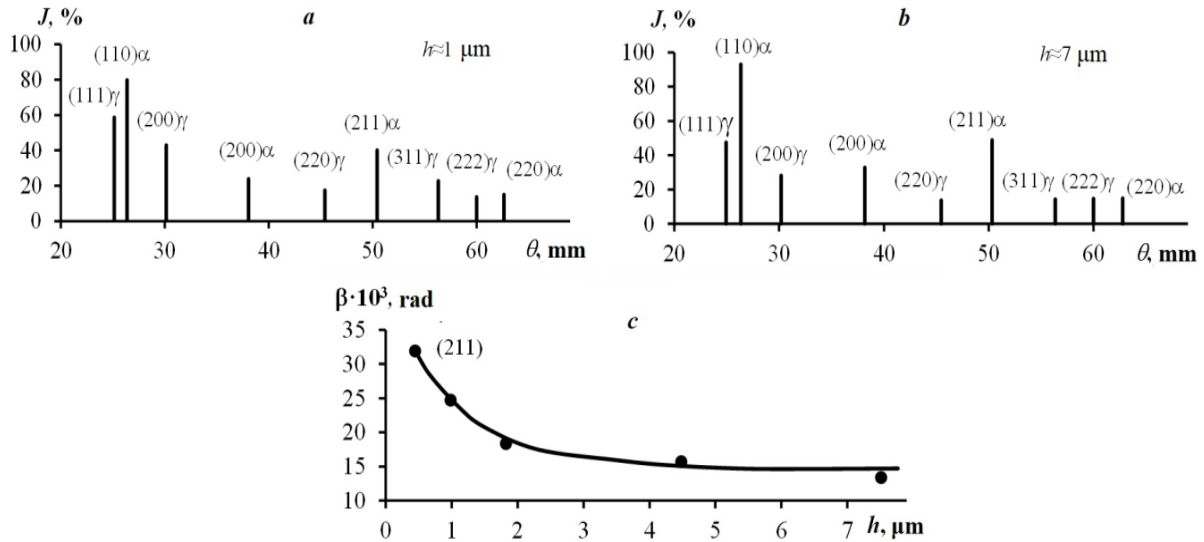 J, %
a
h≈1 μm
100
80
60
40
20
0
(111)γ
(110)α
(200)γ
(200)α
(220)γ
(211)α
(311)γ
(222)γ
(220)α
20
30
40
50
60
θ, mm
J, %
b
h≈7 μm
100
80
60
40
20
0
(111)γ
(110)α
(200)γ
(200)α
(220)γ
(211)α
(311)γ
(222)γ
(220)α
20
30
40
50
60
θ, mm
β·10³, rad
c
(211)
35
30
25
20
15
10
0
1
2
3
4
5
6
7
h, μm